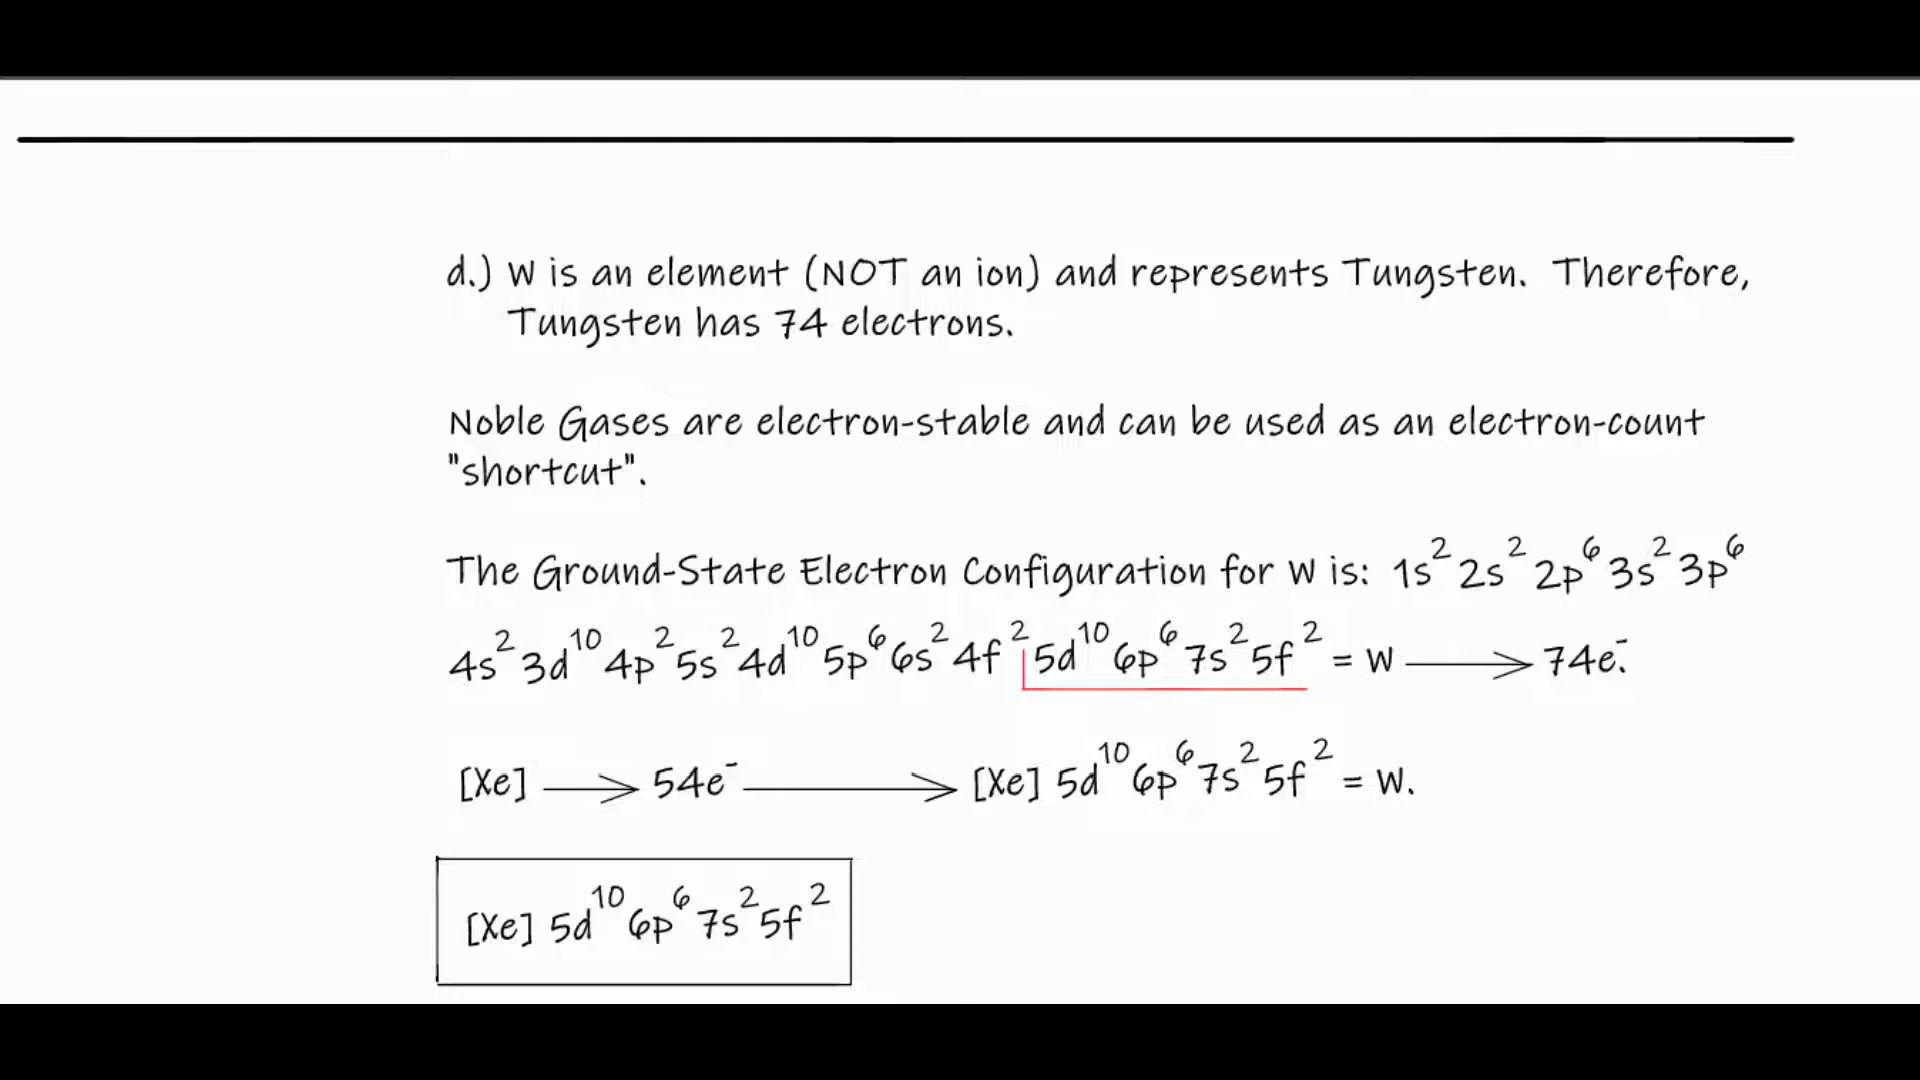 d.) W is an element (NOT an ion) and represents Tungsten. Therefore,
Tungsten has 74 electrons.
Noble Gases are electron-stable and can be used as an electron-count
"shortcut".
The Ground-State Electron Configuration for W is: 1s² 2s² 2p⁶ 3s² 3p⁶
4s² 3d¹⁰ 4p² 5s² 4d¹⁰ 5p⁶ 6s² 4f² 5d¹⁰ 6p⁶ 7s² 5f² = W ⟶ 74e⁻.
[Xe] ⟶ 54e⁻ ⟶ [Xe] 5d¹⁰ 6p⁶ 7s² 5f² = W.
[Xe] 5d¹⁰ 6p⁶ 7s² 5f²